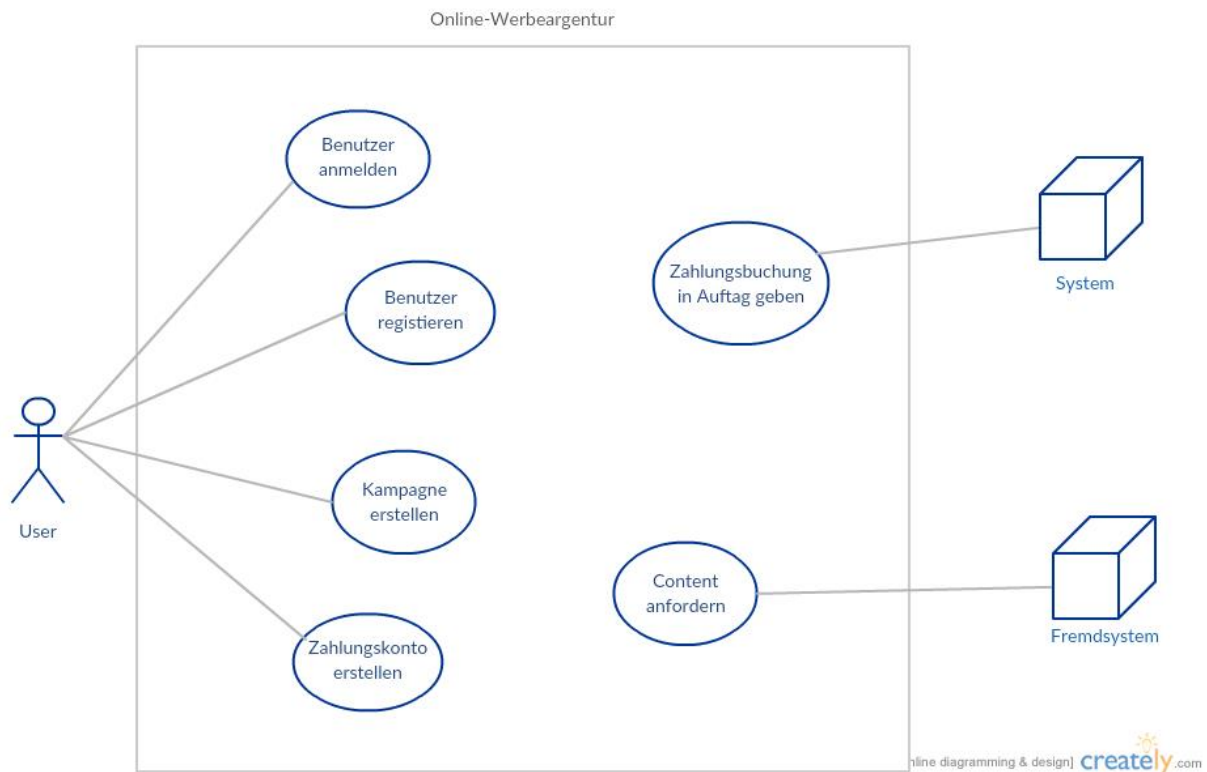 Online-Werbeargentur
Benutzer
anmelden
Benutzer
registieren
Zahlungsbuchung
in Auftag geben
System
User
Kampagne
erstellen
Content
anfordern
Fremdsystem
Zahlungskonto
erstellen
nline diagramming & design] creately.com